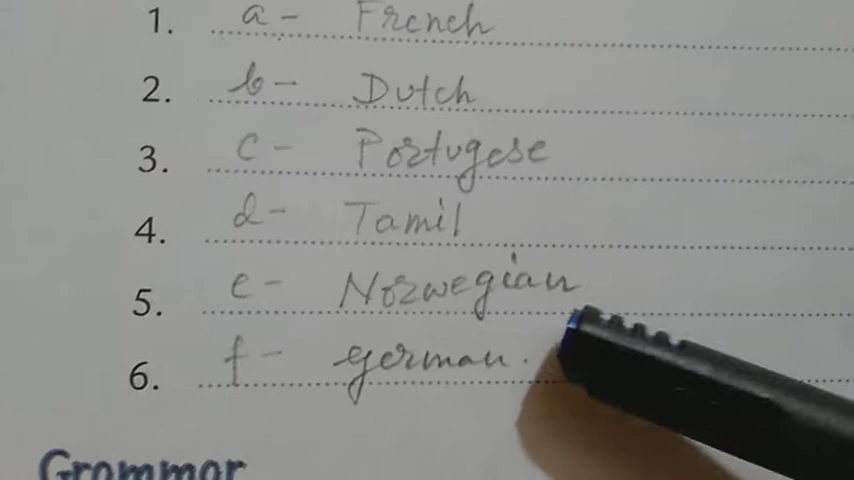 1. a - French
2. b - Dutch
3. c - Portugese
4. d - Tamil
5. e - Norwegian
6. f - german.
Grammar